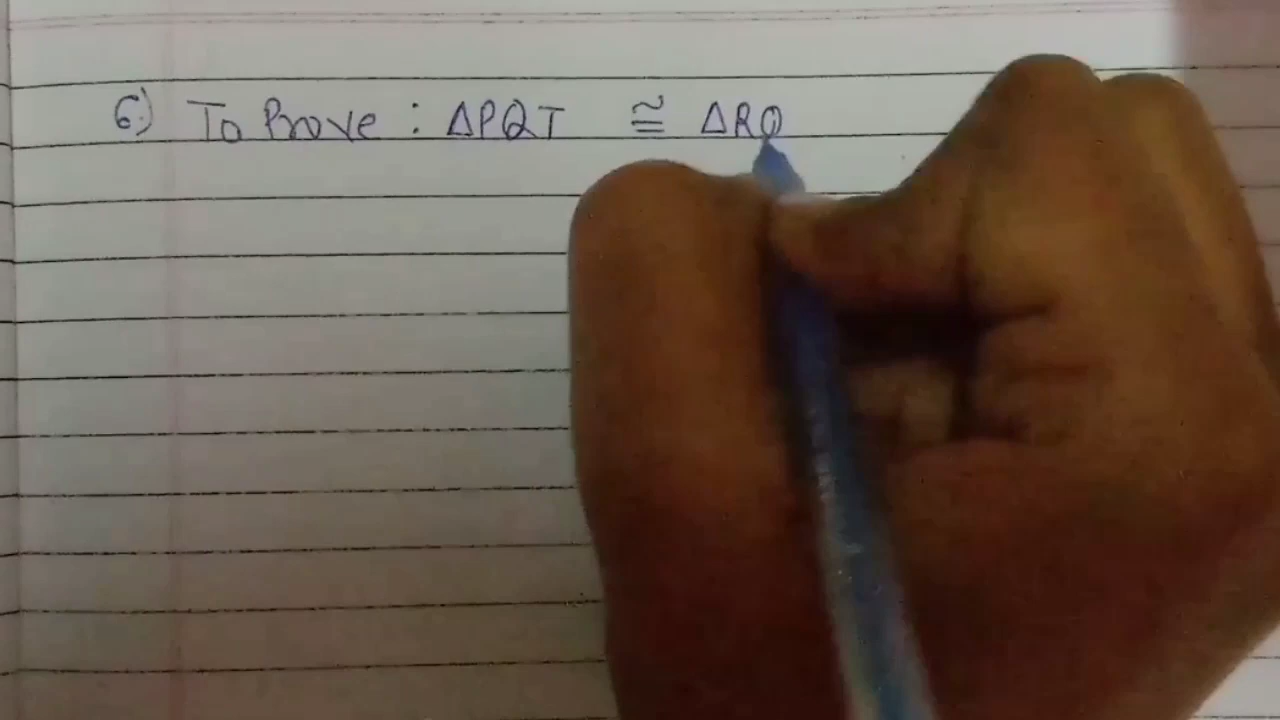 6.) To Prove : ΔPQT ≅ ΔRQ